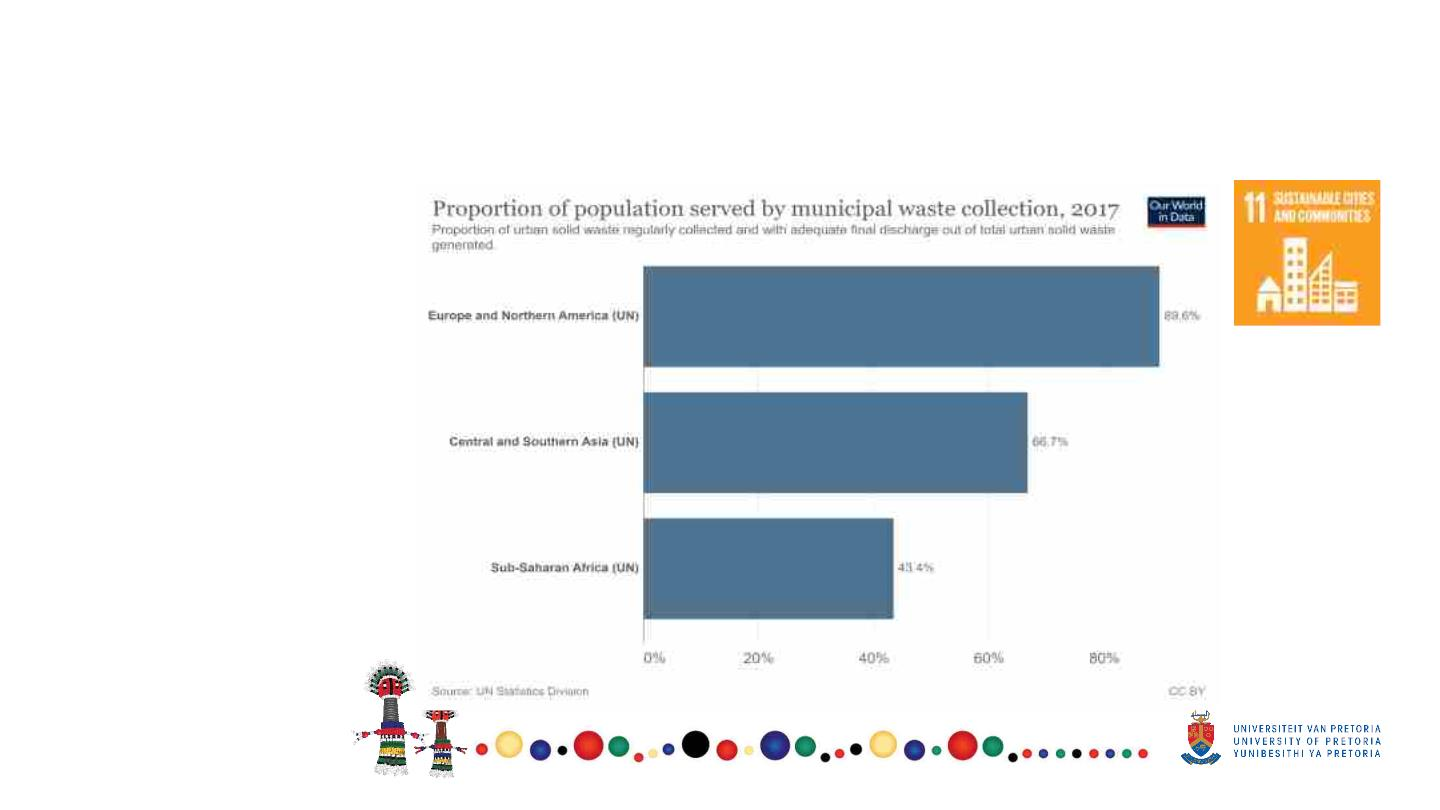 Proportion of population served by municipal waste collection, 2017
Our World
in Data
Proportion of urban solid waste regularly collected and with adequate final discharge out of total urban solid waste
generated.
11 SUSTAINABLE CITIES
AND COMMUNITIES
Europe and Northern America (UN)
89.6%
Central and Southern Asia (UN)
66.7%
Sub-Saharan Africa (UN)
43.4%
0% 20% 40% 60% 80%
Source: UN Statistics Division
CC BY
UNIVERSITEIT VAN PRETORIA
UNIVERSITY OF PRETORIA
YUNIBESITHI YA PRETORIA